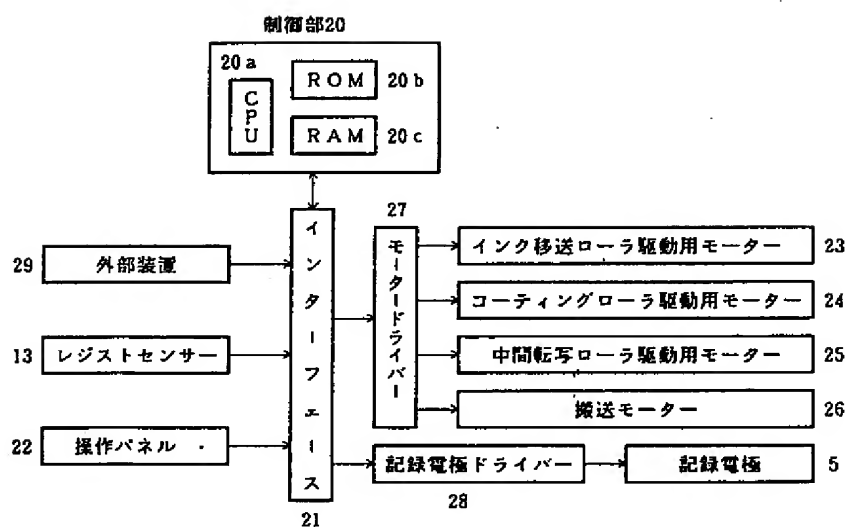 制御部20
20a
CPU
ROM 20b
RAM 20c
インターフェース
21
29 外部装置
13 レジストセンサー
22 操作パネル
27
モータードライバー
インク移送ローラ駆動用モーター 23
コーティングローラ駆動用モーター 24
中間転写ローラ駆動用モーター 25
搬送モーター 26
記録電極ドライバー
28
記録電極 5